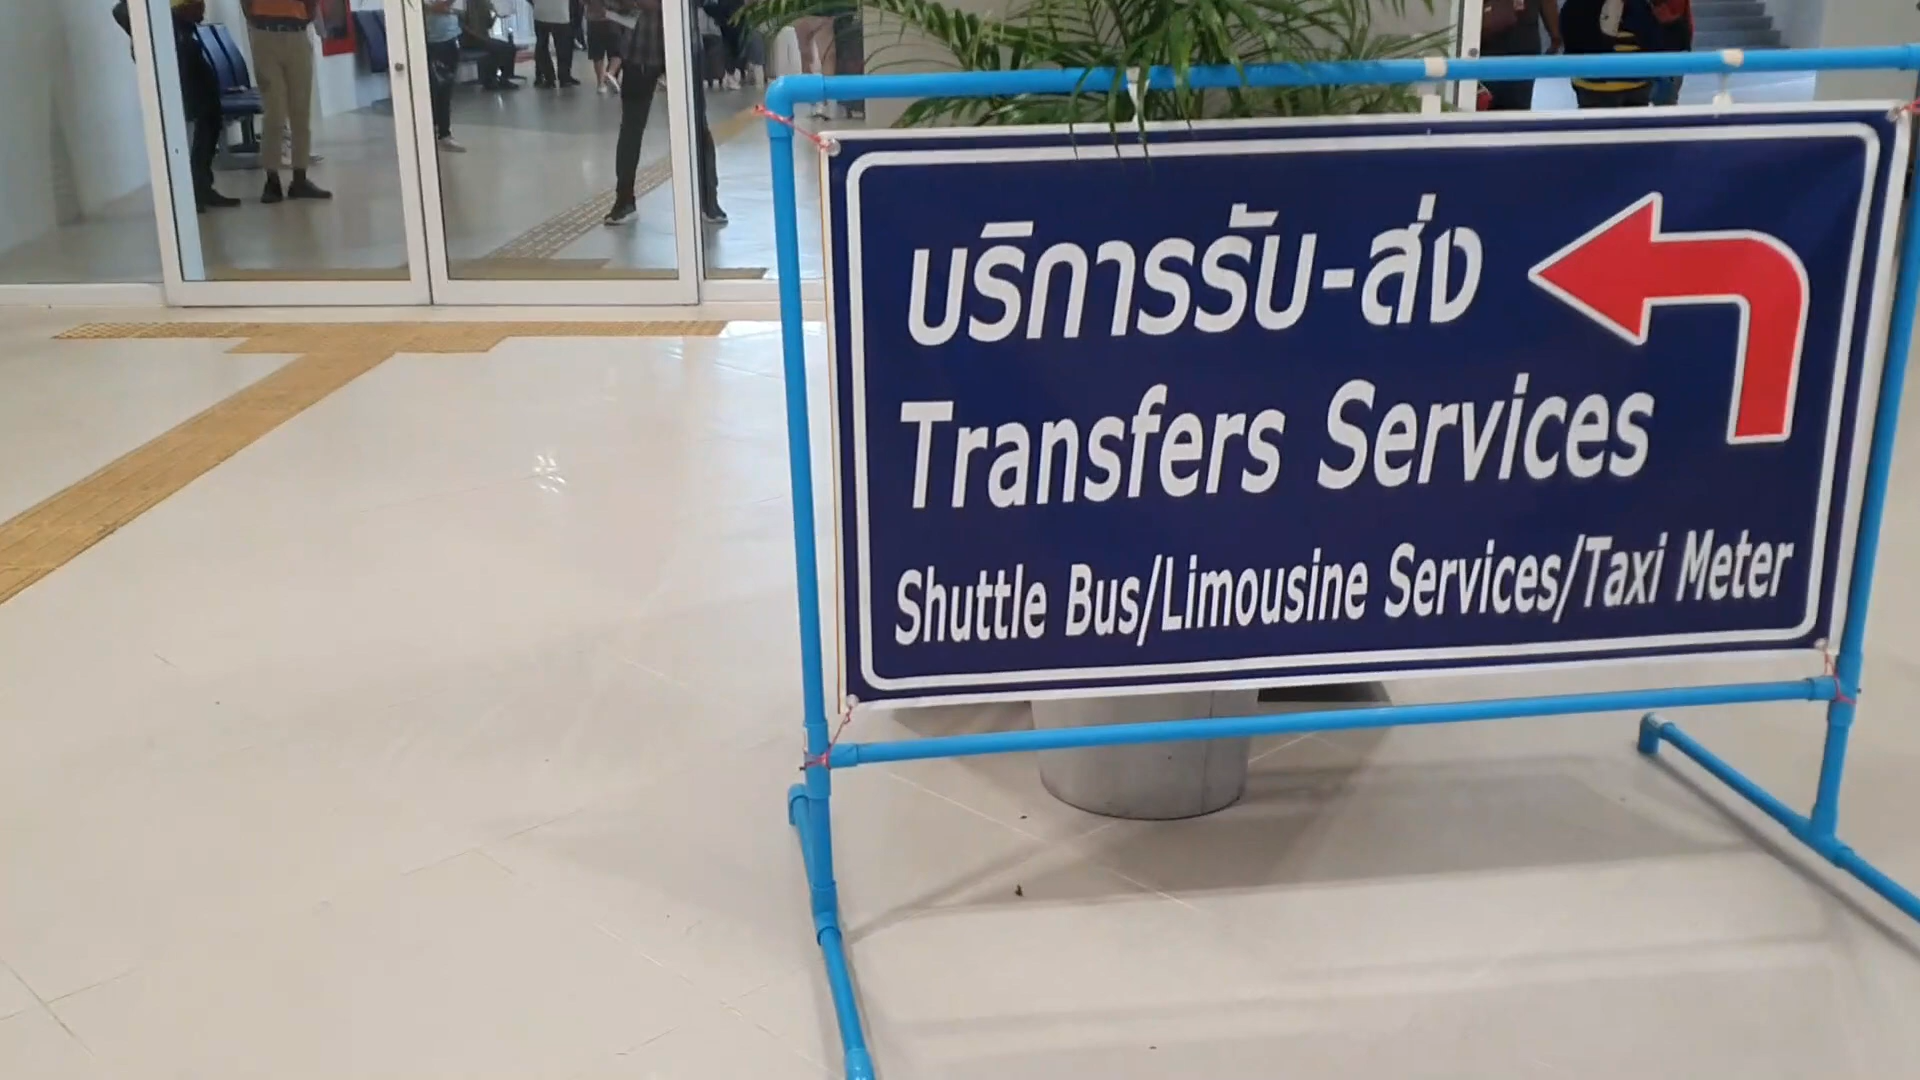 บริการรับ-ส่ง
Transfers Services
Shuttle Bus/Limousine Services/Taxi Meter